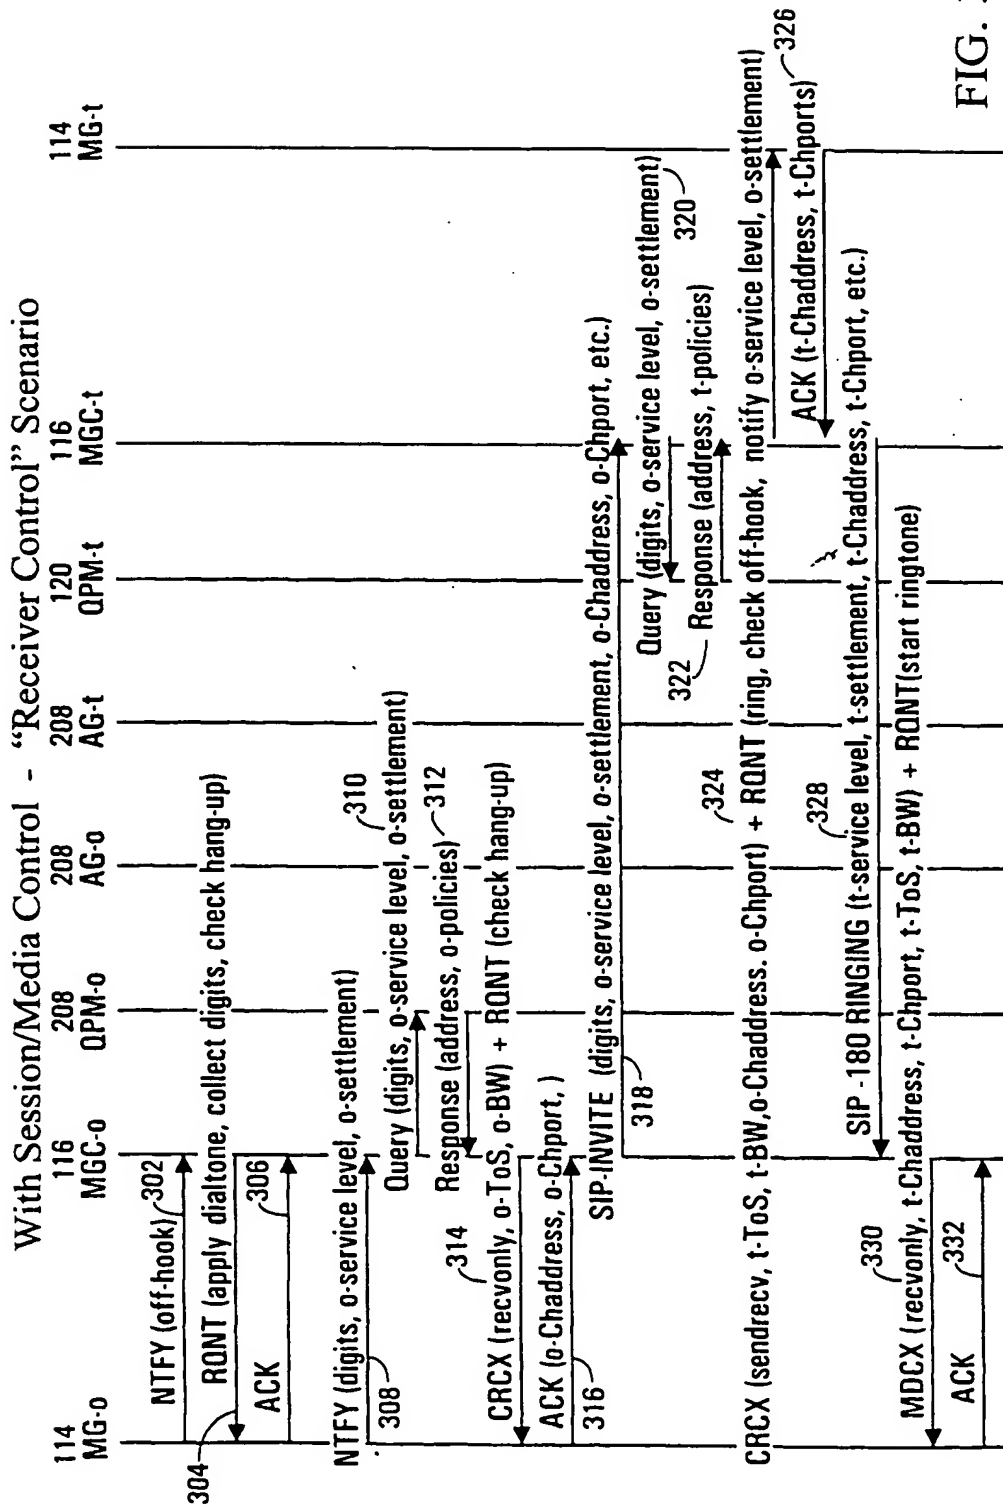 With Session/Media Control - "Receiver Control" Scenario
114 116 208 208 208 120 116 114
MG-o MGC-o QPM-o AG-o AG-t QPM-t MGC-t MG-t
NTFY (off-hook) 302
304 RQNT (apply dialtone, collect digits, check hang-up)
ACK 306
NTFY (digits, o-service level, o-settlement)
308
Query (digits, o-service level, o-settlement) 310
Response (address, o-policies) 312
314 CRCX (recvonly, o-ToS, o-BW) + RQNT (check hang-up)
ACK (o-Chaddress, o-Chport, )
316
SIP-INVITE (digits, o-service level, o-settlement, o-Chaddress, o-Chport, etc.)
318
Query (digits, o-service level, o-settlement)
320
322 Response (address, t-policies)
324
CRCX (sendrecv, t-ToS, t-BW,o-Chaddress. o-Chport) + RQNT (ring, check off-hook, notify o-service level, o-settlement)
ACK (t-Chaddress, t-Chports) 326
328
SIP -180 RINGING (t-service level, t-settlement, t-Chaddress, t-Chport, etc.)
330
MDCX (recvonly, t-Chaddress, t-Chport, t-ToS, t-BW) + RQNT(start ringtone)
ACK 332
FIG.